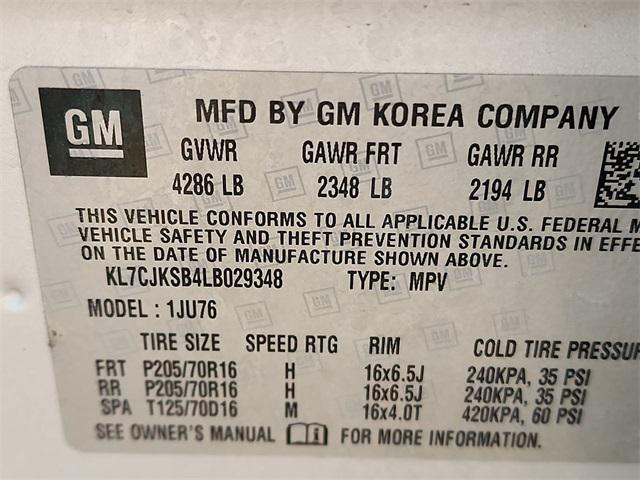 GM
MFD BY GM KOREA COMPANY
GVWR GAWR FRT GAWR RR
4286 LB 2348 LB 2194 LB
THIS VEHICLE CONFORMS TO ALL APPLICABLE U.S. FEDERAL M
VEHICLE SAFETY AND THEFT PREVENTION STANDARDS IN EFFE
ON THE DATE OF MANUFACTURE SHOWN ABOVE.
KL7CJKSB4LB029348 TYPE: MPV
MODEL : 1JU76
TIRE SIZE SPEED RTG RIM COLD TIRE PRESSUR
FRT P205/70R16 H 16x6.5J 240KPA, 35 PSI
RR P205/70R16 H 16x6.5J 240KPA, 35 PSI
SPA T125/70D16 M 16x4.0T 420KPA, 60 PSI
SEE OWNER'S MANUAL FOR MORE INFORMATION.